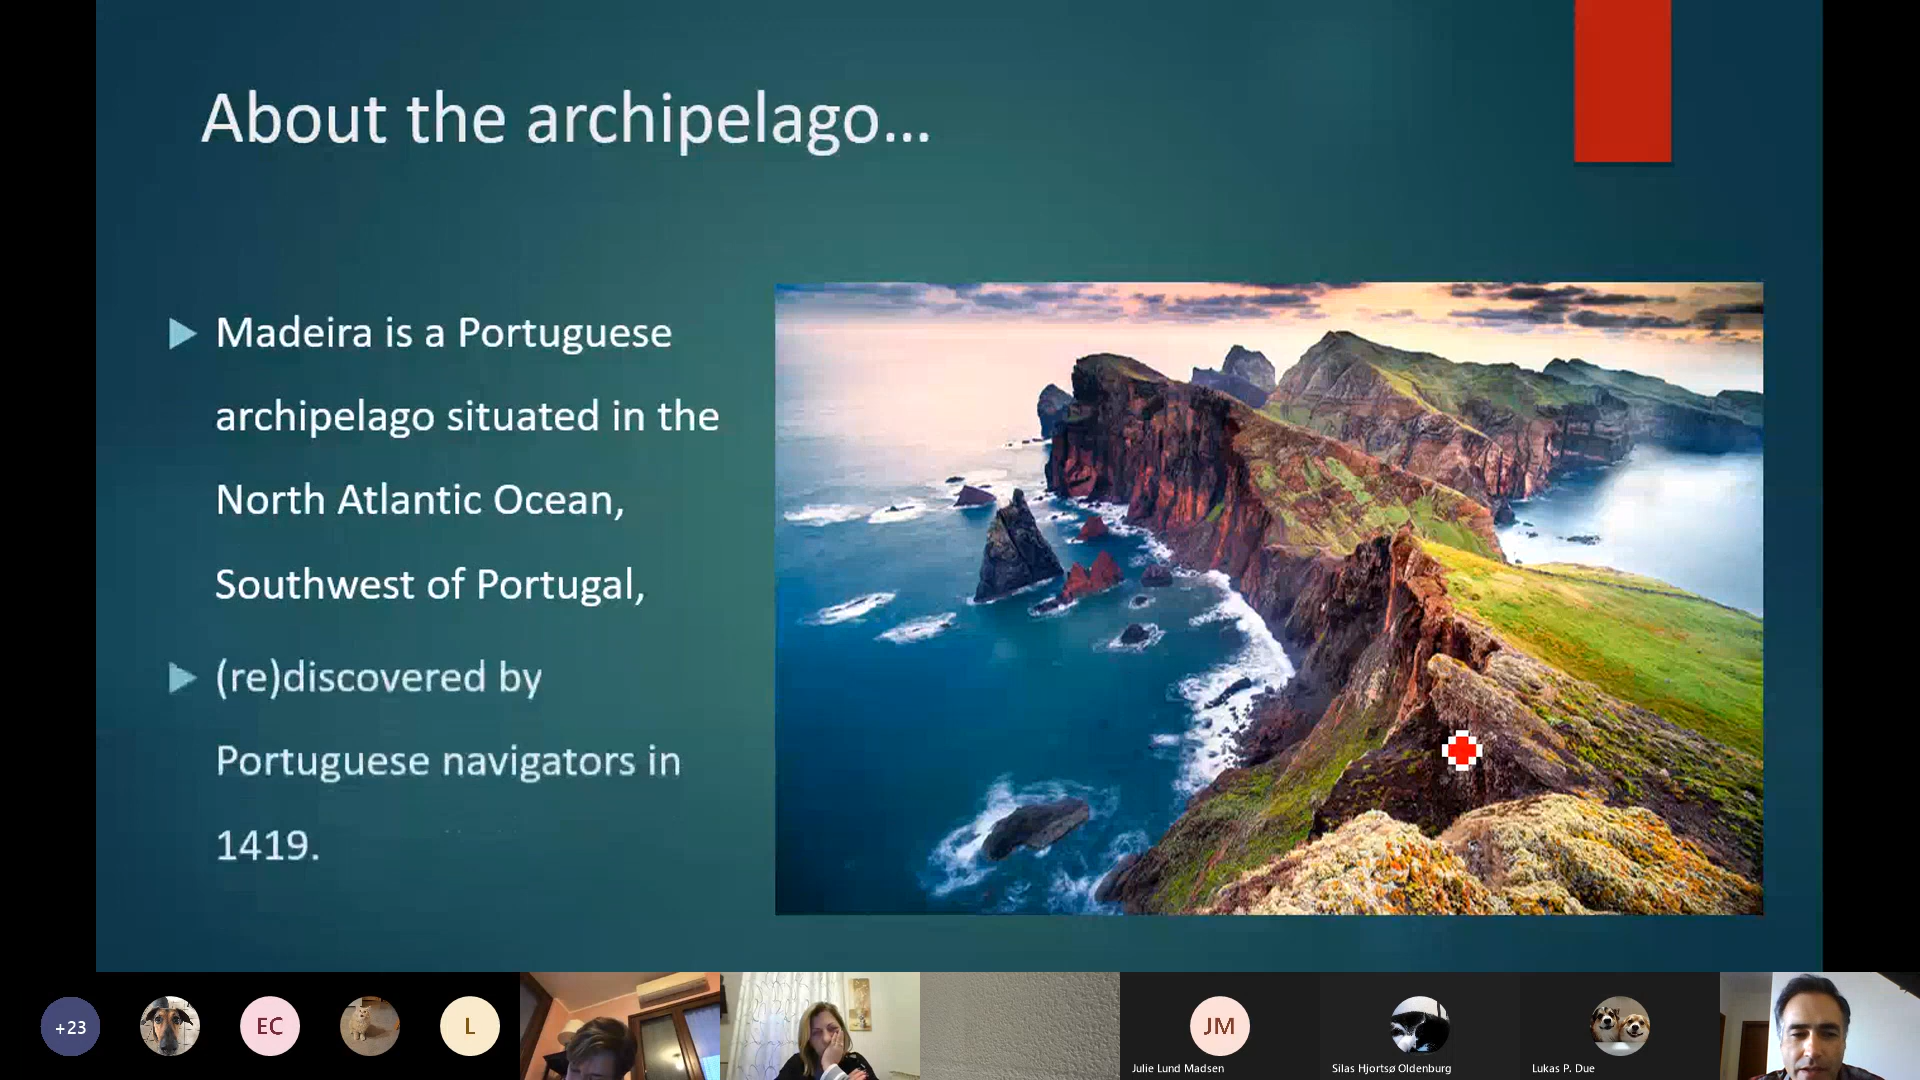 About the archipelago...
Madeira is a Portuguese
archipelago situated in the
North Atlantic Ocean,
Southwest of Portugal,
(re)discovered by
Portuguese navigators in
1419.
+23
EC
L
JM
Julie Lund Madsen
Silas Hjortsø Oldenburg
Lukas P. Due